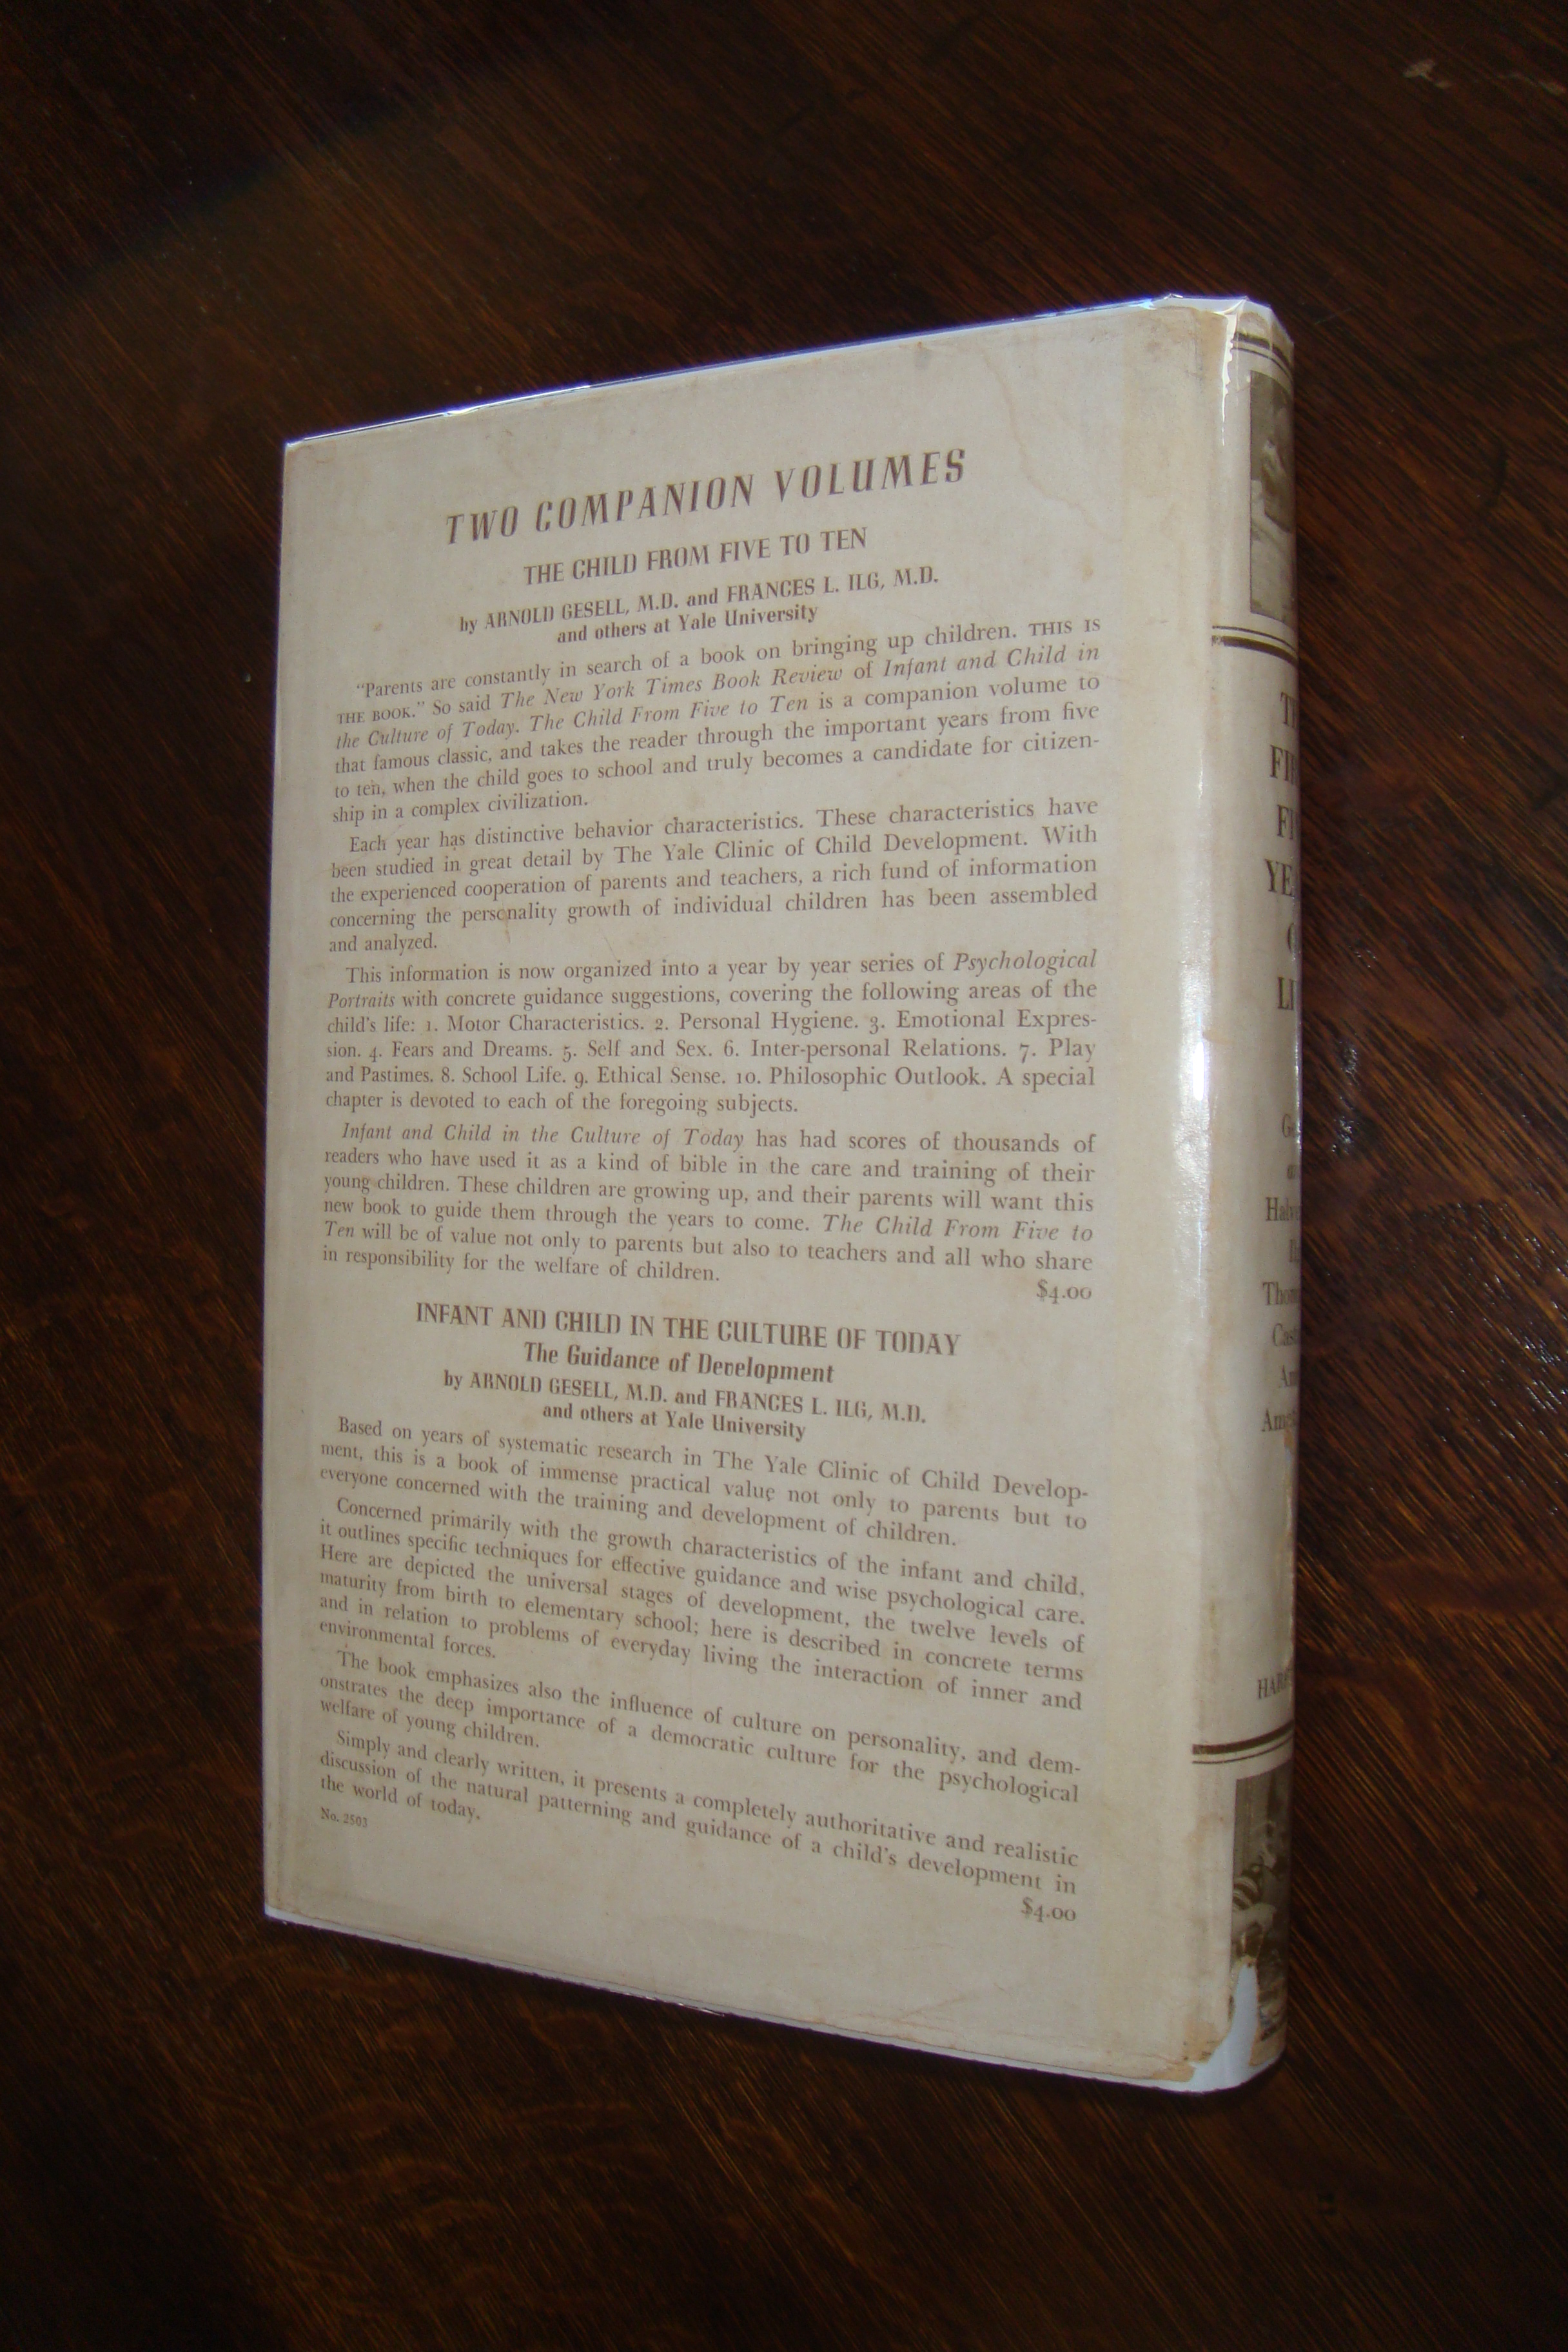 TWO COMPANION VOLUMES
THE CHILD FROM FIVE TO TEN
by ARNOLD GESELL, M.D. and FRANCES L. ILG, M.D.
and others at Yale University
“Parents are constantly in search of a book on bringing up children. THIS IS
THE BOOK.” So said The New York Times Book Review of Infant and Child in
the Culture of Today. The Child From Five to Ten is a companion volume to
that famous classic, and takes the reader through the important years from five
to ten, when the child goes to school and truly becomes a candidate for citizen-
ship in a complex civilization.
Each year has distinctive behavior characteristics. These characteristics have
been studied in great detail by The Yale Clinic of Child Development. With
the experienced cooperation of parents and teachers, a rich fund of information
concerning the personality growth of individual children has been assembled
and analyzed.
This information is now organized into a year by year series of Psychological
Portraits with concrete guidance suggestions, covering the following areas of the
child's life: 1. Motor Characteristics. 2. Personal Hygiene. 3. Emotional Expres-
sion. 4. Fears and Dreams. 5. Self and Sex. 6. Inter-personal Relations. 7. Play
and Pastimes. 8. School Life. 9. Ethical Sense. 10. Philosophic Outlook. A special
chapter is devoted to each of the foregoing subjects.
Infant and Child in the Culture of Today has had scores of thousands of
readers who have used it as a kind of bible in the care and training of their
young children. These children are growing up, and their parents will want this
new book to guide them through the years to come. The Child From Five to
Ten will be of value not only to parents but also to teachers and all who share
in responsibility for the welfare of children.
$4.00
INFANT AND CHILD IN THE CULTURE OF TODAY
The Guidance of Development
by ARNOLD GESELL, M.D. and FRANCES L. ILG, M.D.
and others at Yale University
Based on years of systematic research in The Yale Clinic of Child Develop-
ment, this is a book of immense practical value not only to parents but to
everyone concerned with the training and development of children.
Concerned primarily with the growth characteristics of the infant and child,
it outlines specific techniques for effective guidance and wise psychological care.
Here are depicted the universal stages of development, the twelve levels of
maturity from birth to elementary school; here is described in concrete terms
and in relation to problems of everyday living the interaction of inner and
environmental forces.
The book emphasizes also the influence of culture on personality, and dem-
onstrates the deep importance of a democratic culture for the psychological
welfare of young children.
Simply and clearly written, it presents a completely authoritative and realistic
discussion of the natural patterning and guidance of a child's development in
the world of today.
$4.00
No. 2503